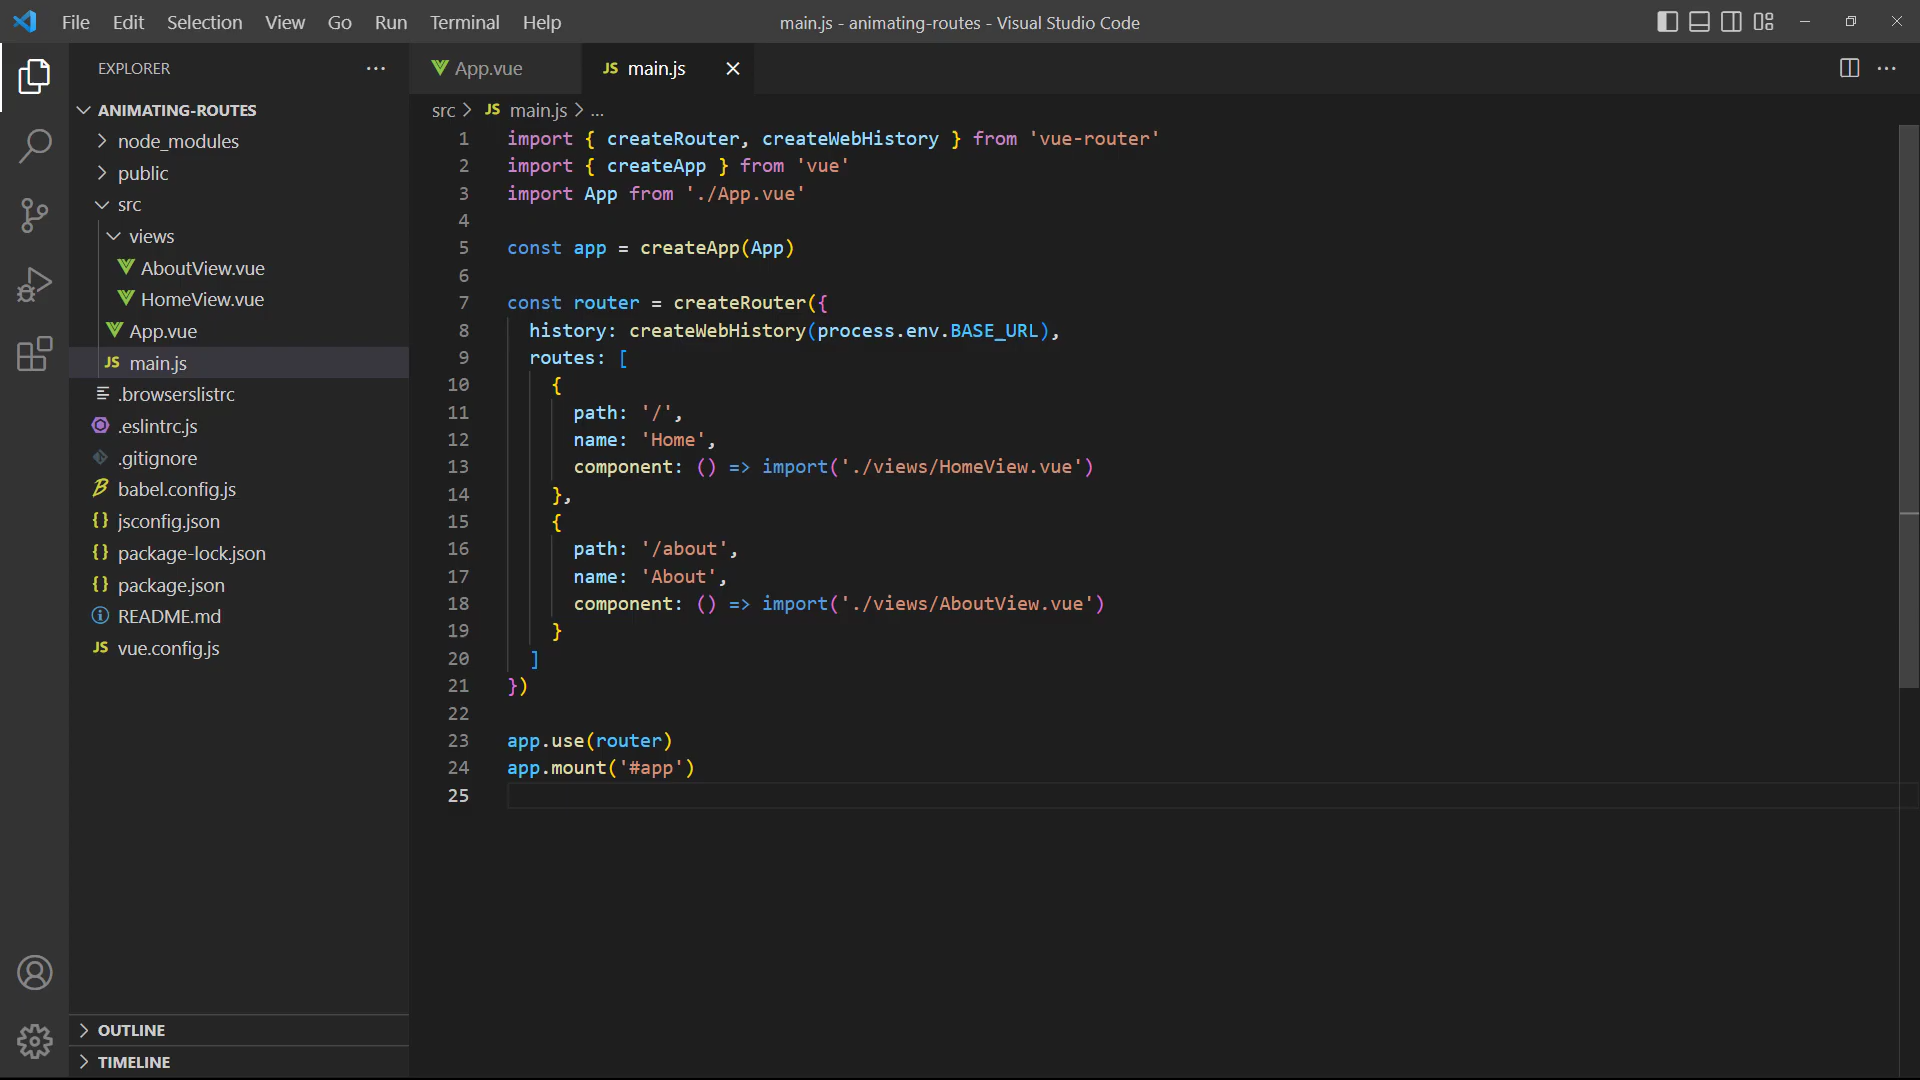 File Edit Selection View Go Run Terminal Help main.js - animating-routes - Visual Studio Code
EXPLORER
ANIMATING-ROUTES
node_modules
public
src
views
AboutView.vue
HomeView.vue
App.vue
JS main.js
.browserslistrc
.eslintrc.js
.gitignore
babel.config.js
{} jsconfig.json
{} package-lock.json
{} package.json
README.md
JS vue.config.js
OUTLINE
TIMELINE
App.vue JS main.js
src > JS main.js > ...
1 import { createRouter, createWebHistory } from 'vue-router'
2 import { createApp } from 'vue'
3 import App from './App.vue'
4
5 const app = createApp(App)
6
7 const router = createRouter({
8   history: createWebHistory(process.env.BASE_URL),
9   routes: [
10     {
11       path: '/',
12       name: 'Home',
13       component: () => import('./views/HomeView.vue')
14     },
15     {
16       path: '/about',
17       name: 'About',
18       component: () => import('./views/AboutView.vue')
19     }
20   ]
21 })
22
23 app.use(router)
24 app.mount('#app')
25